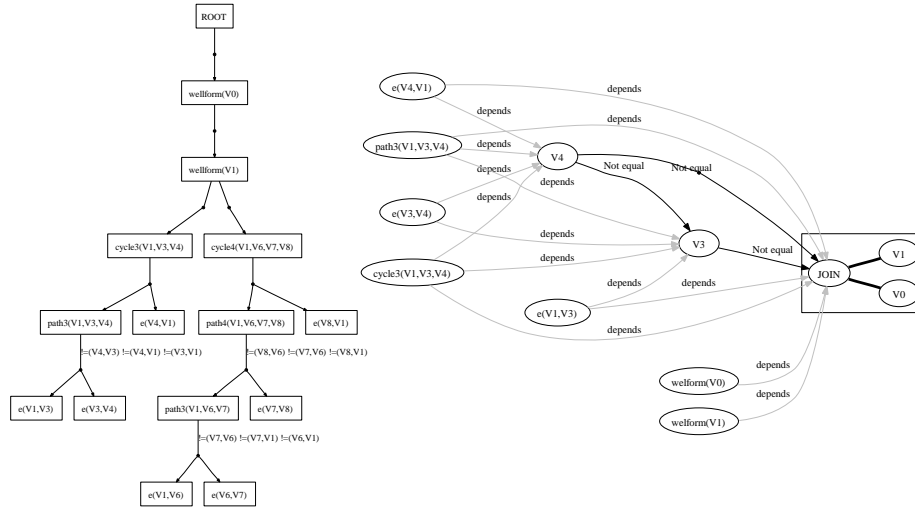 ROOT
wellform(V0)
wellform(V1)
cycle3(V1,V3,V4)
cycle4(V1,V6,V7,V8)
path3(V1,V3,V4)
e(V4,V1)
path4(V1,V6,V7,V8)
e(V8,V1)
!=(V4,V3) !=(V4,V1) !=(V3,V1)
!=(V8,V6) !=(V7,V6) !=(V8,V1)
e(V1,V3)
e(V3,V4)
path3(V1,V6,V7)
e(V7,V8)
!=(V7,V6) !=(V7,V1) !=(V6,V1)
e(V1,V6)
e(V6,V7)
e(V4,V1)
depends
depends
depends
path3(V1,V3,V4)
depends
V4
Not equal
Not equal
depends
depends
depends
e(V3,V4)
depends
V3
Not equal
depends
cycle3(V1,V3,V4)
depends
depends
JOIN
V1
V0
e(V1,V3)
depends
depends
welform(V0)
depends
welform(V1)